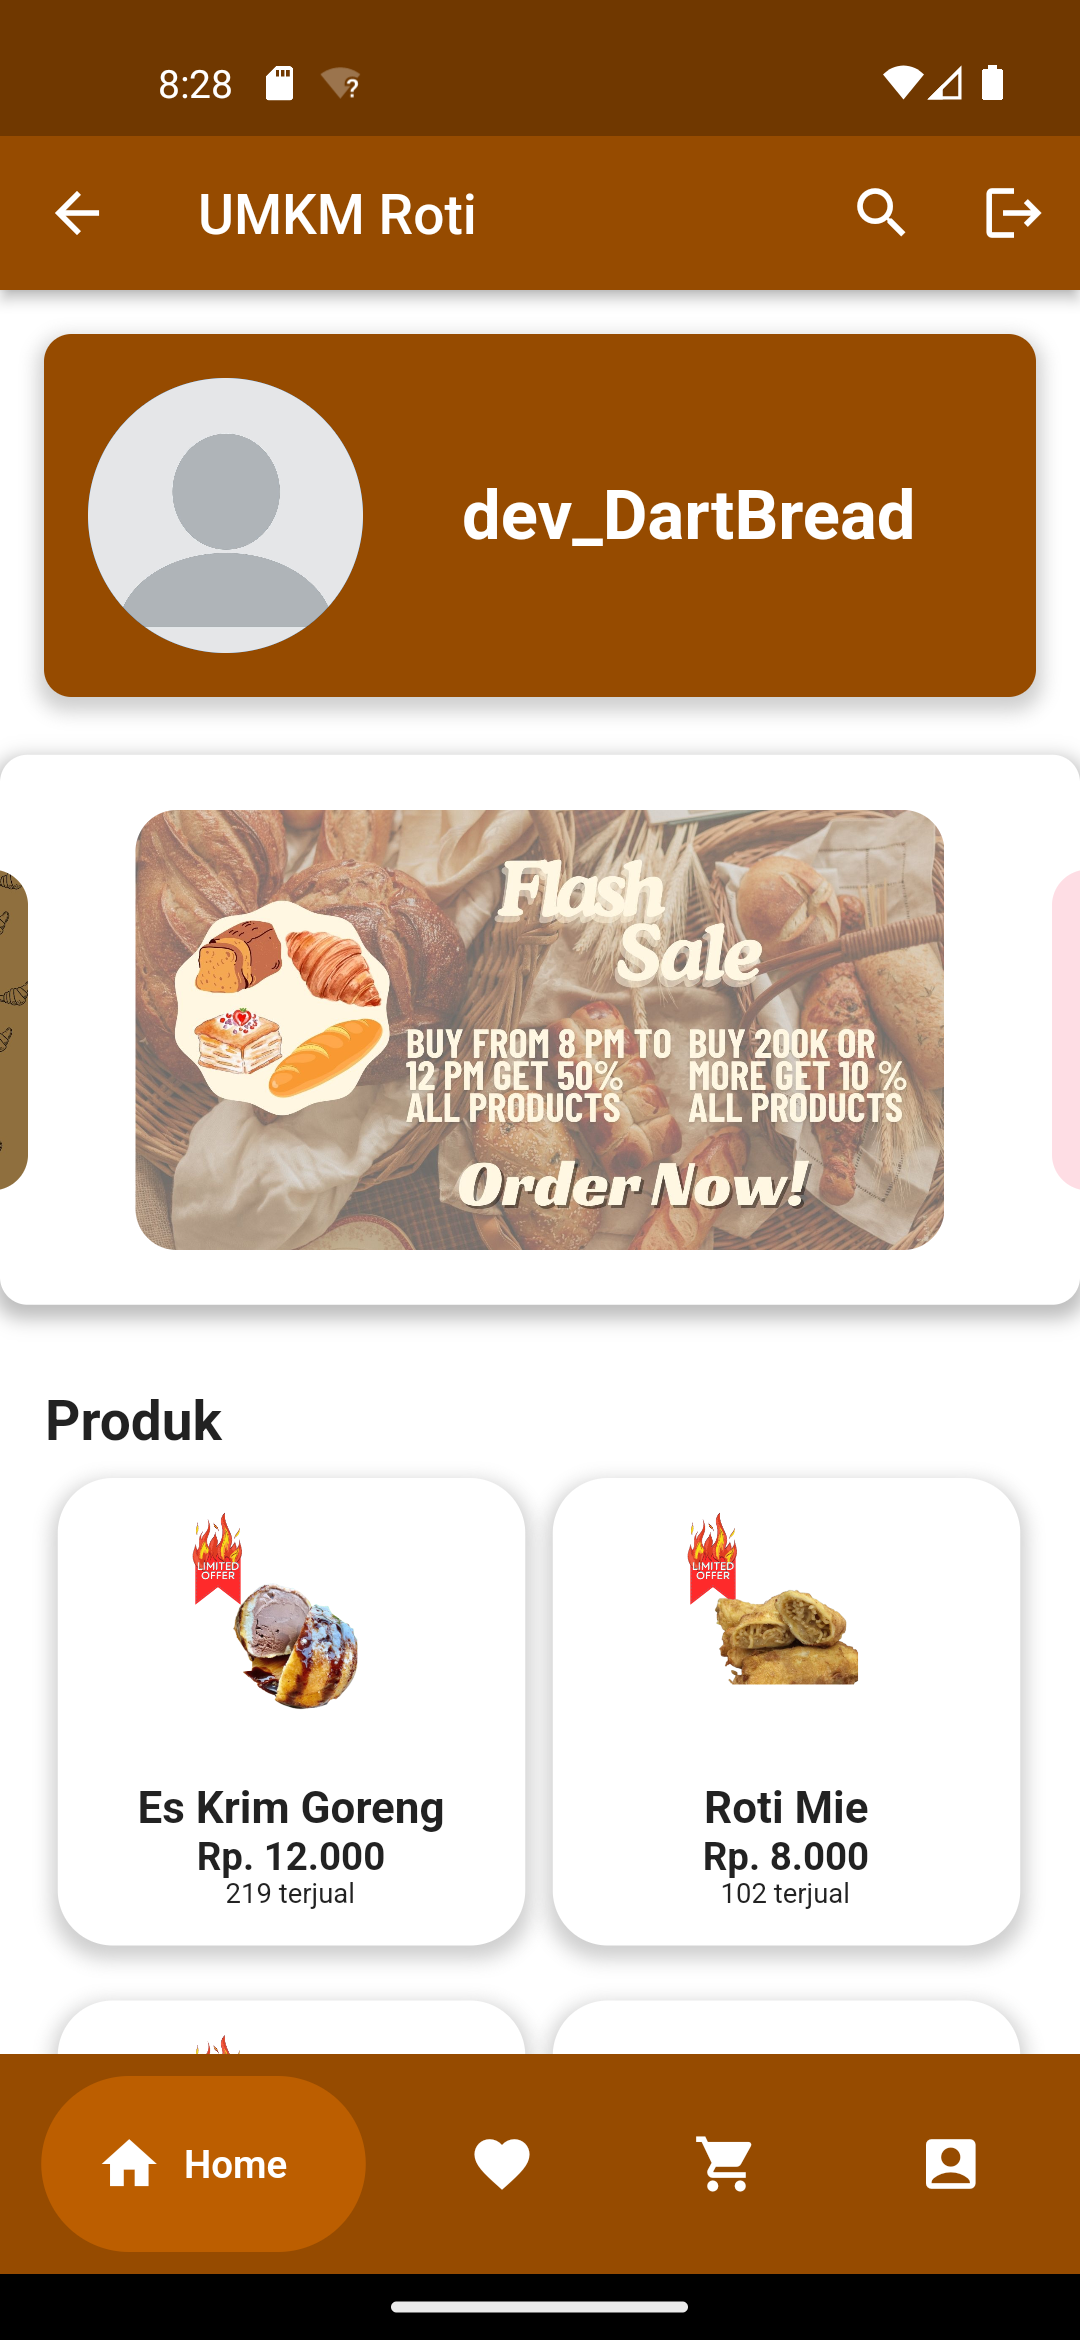 8:28
UMKM Roti
dev_DartBread
Flash
Sale
BUY FROM 8 PM TO
12 PM GET 50%
ALL PRODUCTS
BUY 200K OR
MORE GET 10 %
ALL PRODUCTS
Order Now!
Produk
LIMITED
OFFER
Es Krim Goreng
Rp. 12.000
219 terjual
LIMITED
OFFER
Roti Mie
Rp. 8.000
102 terjual
Home